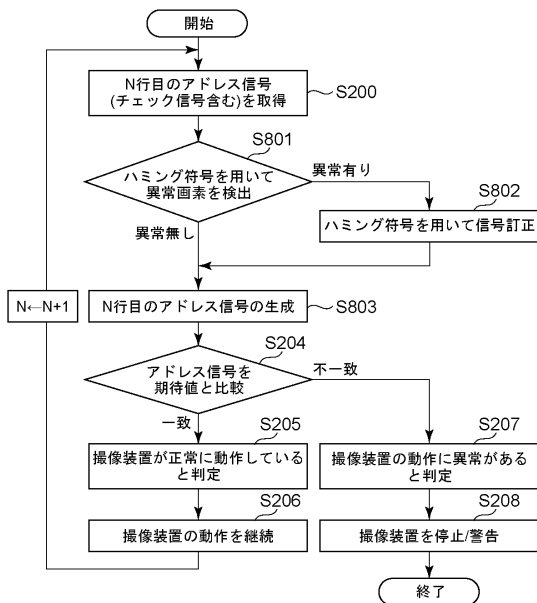 開始
N行目のアドレス信号
(チェック信号含む)を取得
S200
S801
ハミング符号を用いて
異常画素を検出
異常有り
S802
ハミング符号を用いて信号訂正
異常無し
N←N+1
N行目のアドレス信号の生成
S803
S204
アドレス信号を
期待値と比較
不一致
一致
S205
撮像装置が正常に動作している
と判定
S207
撮像装置の動作に異常がある
と判定
S206
撮像装置の動作を継続
S208
撮像装置を停止/警告
終了